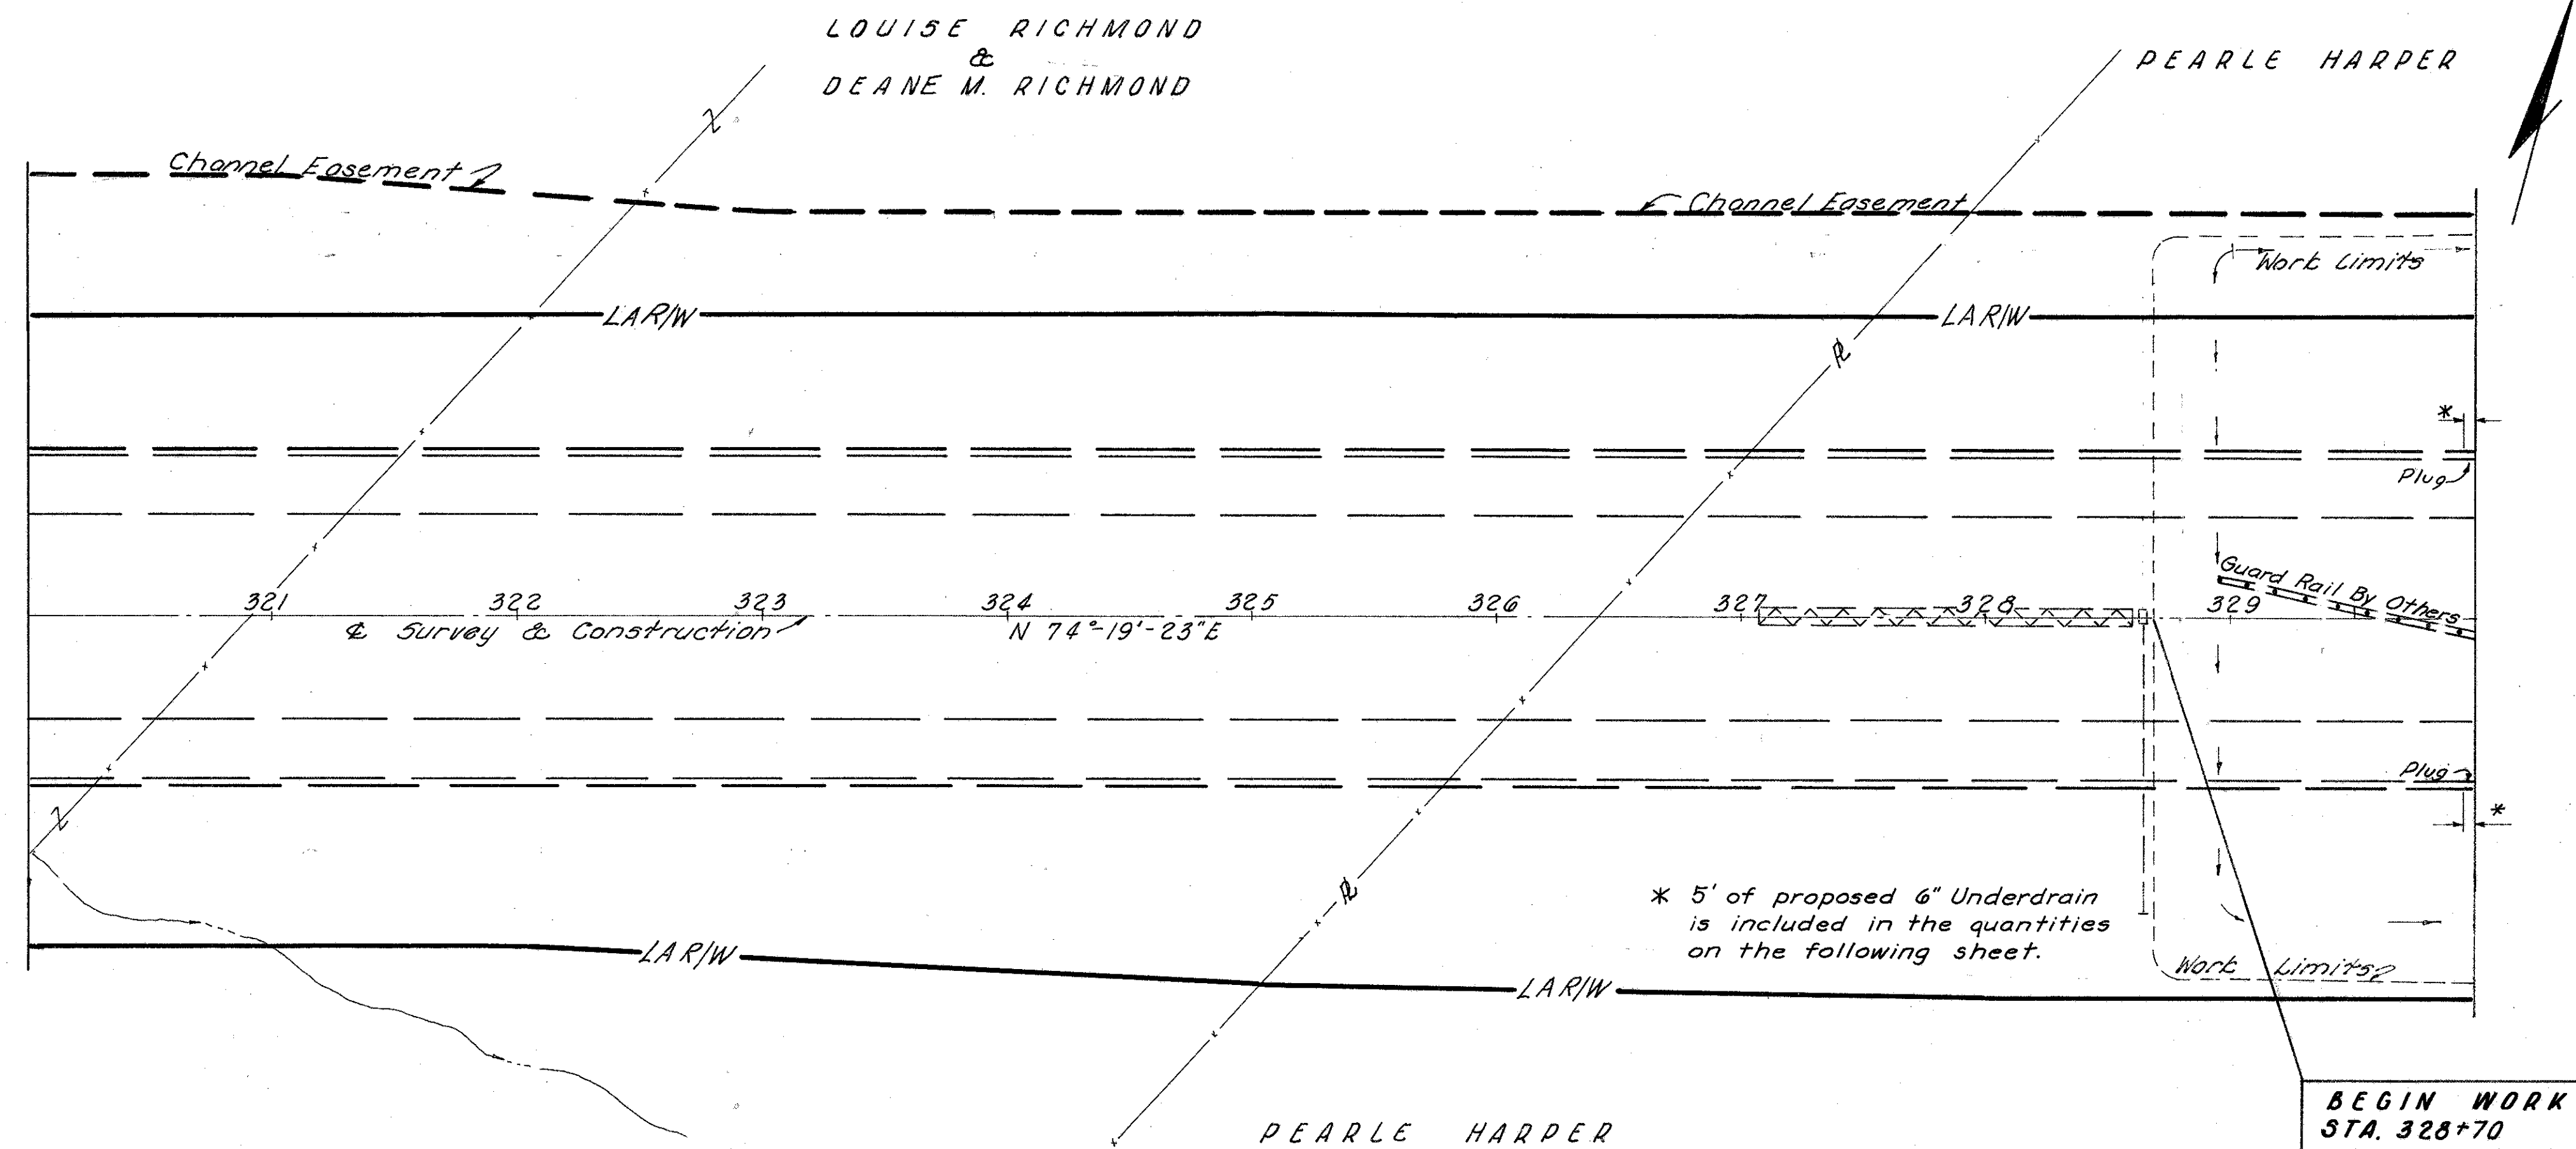 LOUISE RICHMOND
&
DEANE M. RICHMOND
PEARLE HARPER
Channel Easement
Channel Easement
Work Limits
LA R/W
LA R/W
*
Plug
Guard Rail By Others
321 322 323 324 325 326 327 328 329
℄ Survey & Construction
N 74°-19'-23"E
Plug
*
* 5' of proposed 6" Underdrain
is included in the quantities
on the following sheet.
LA R/W
LA R/W
Work Limits
BEGIN WORK
STA. 328+70
PEARLE HARPER